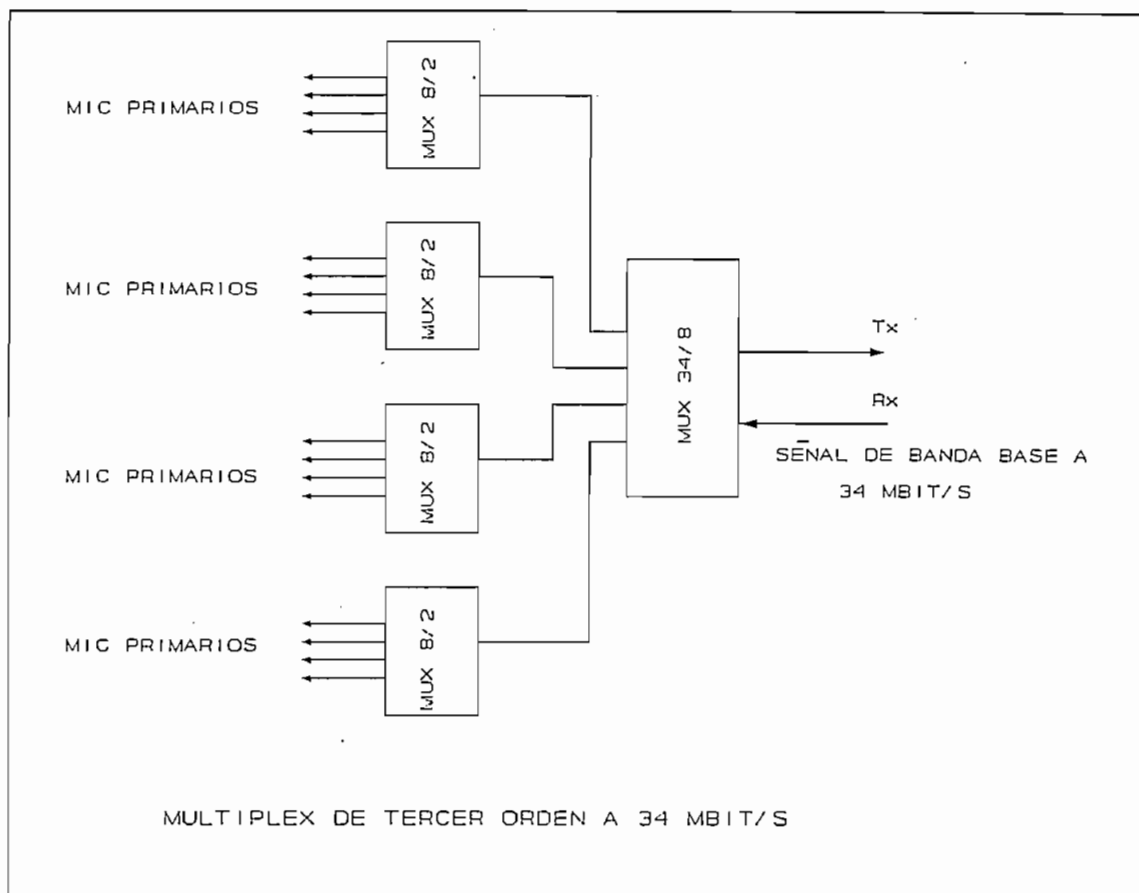 MIC PRIMARIOS
MUX 8/2
MIC PRIMARIOS
MUX 8/2
MUX 34/8
Tx
Rx
SEÑAL DE BANDA BASE A
34 MBIT/S
MIC PRIMARIOS
MUX 8/2
MIC PRIMARIOS
MUX 8/2
MULTIPLEX DE TERCER ORDEN A 34 MBIT/S